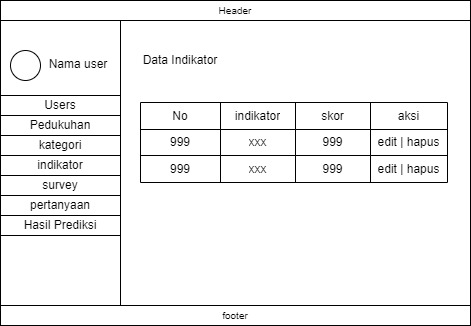 Header
Nama user
Users
Pedukuhan
kategori
indikator
survey
pertanyaan
Hasil Prediksi
Data Indikator
No indikator skor aksi
999 xxx 999 edit | hapus
999 xxx 999 edit | hapus
footer